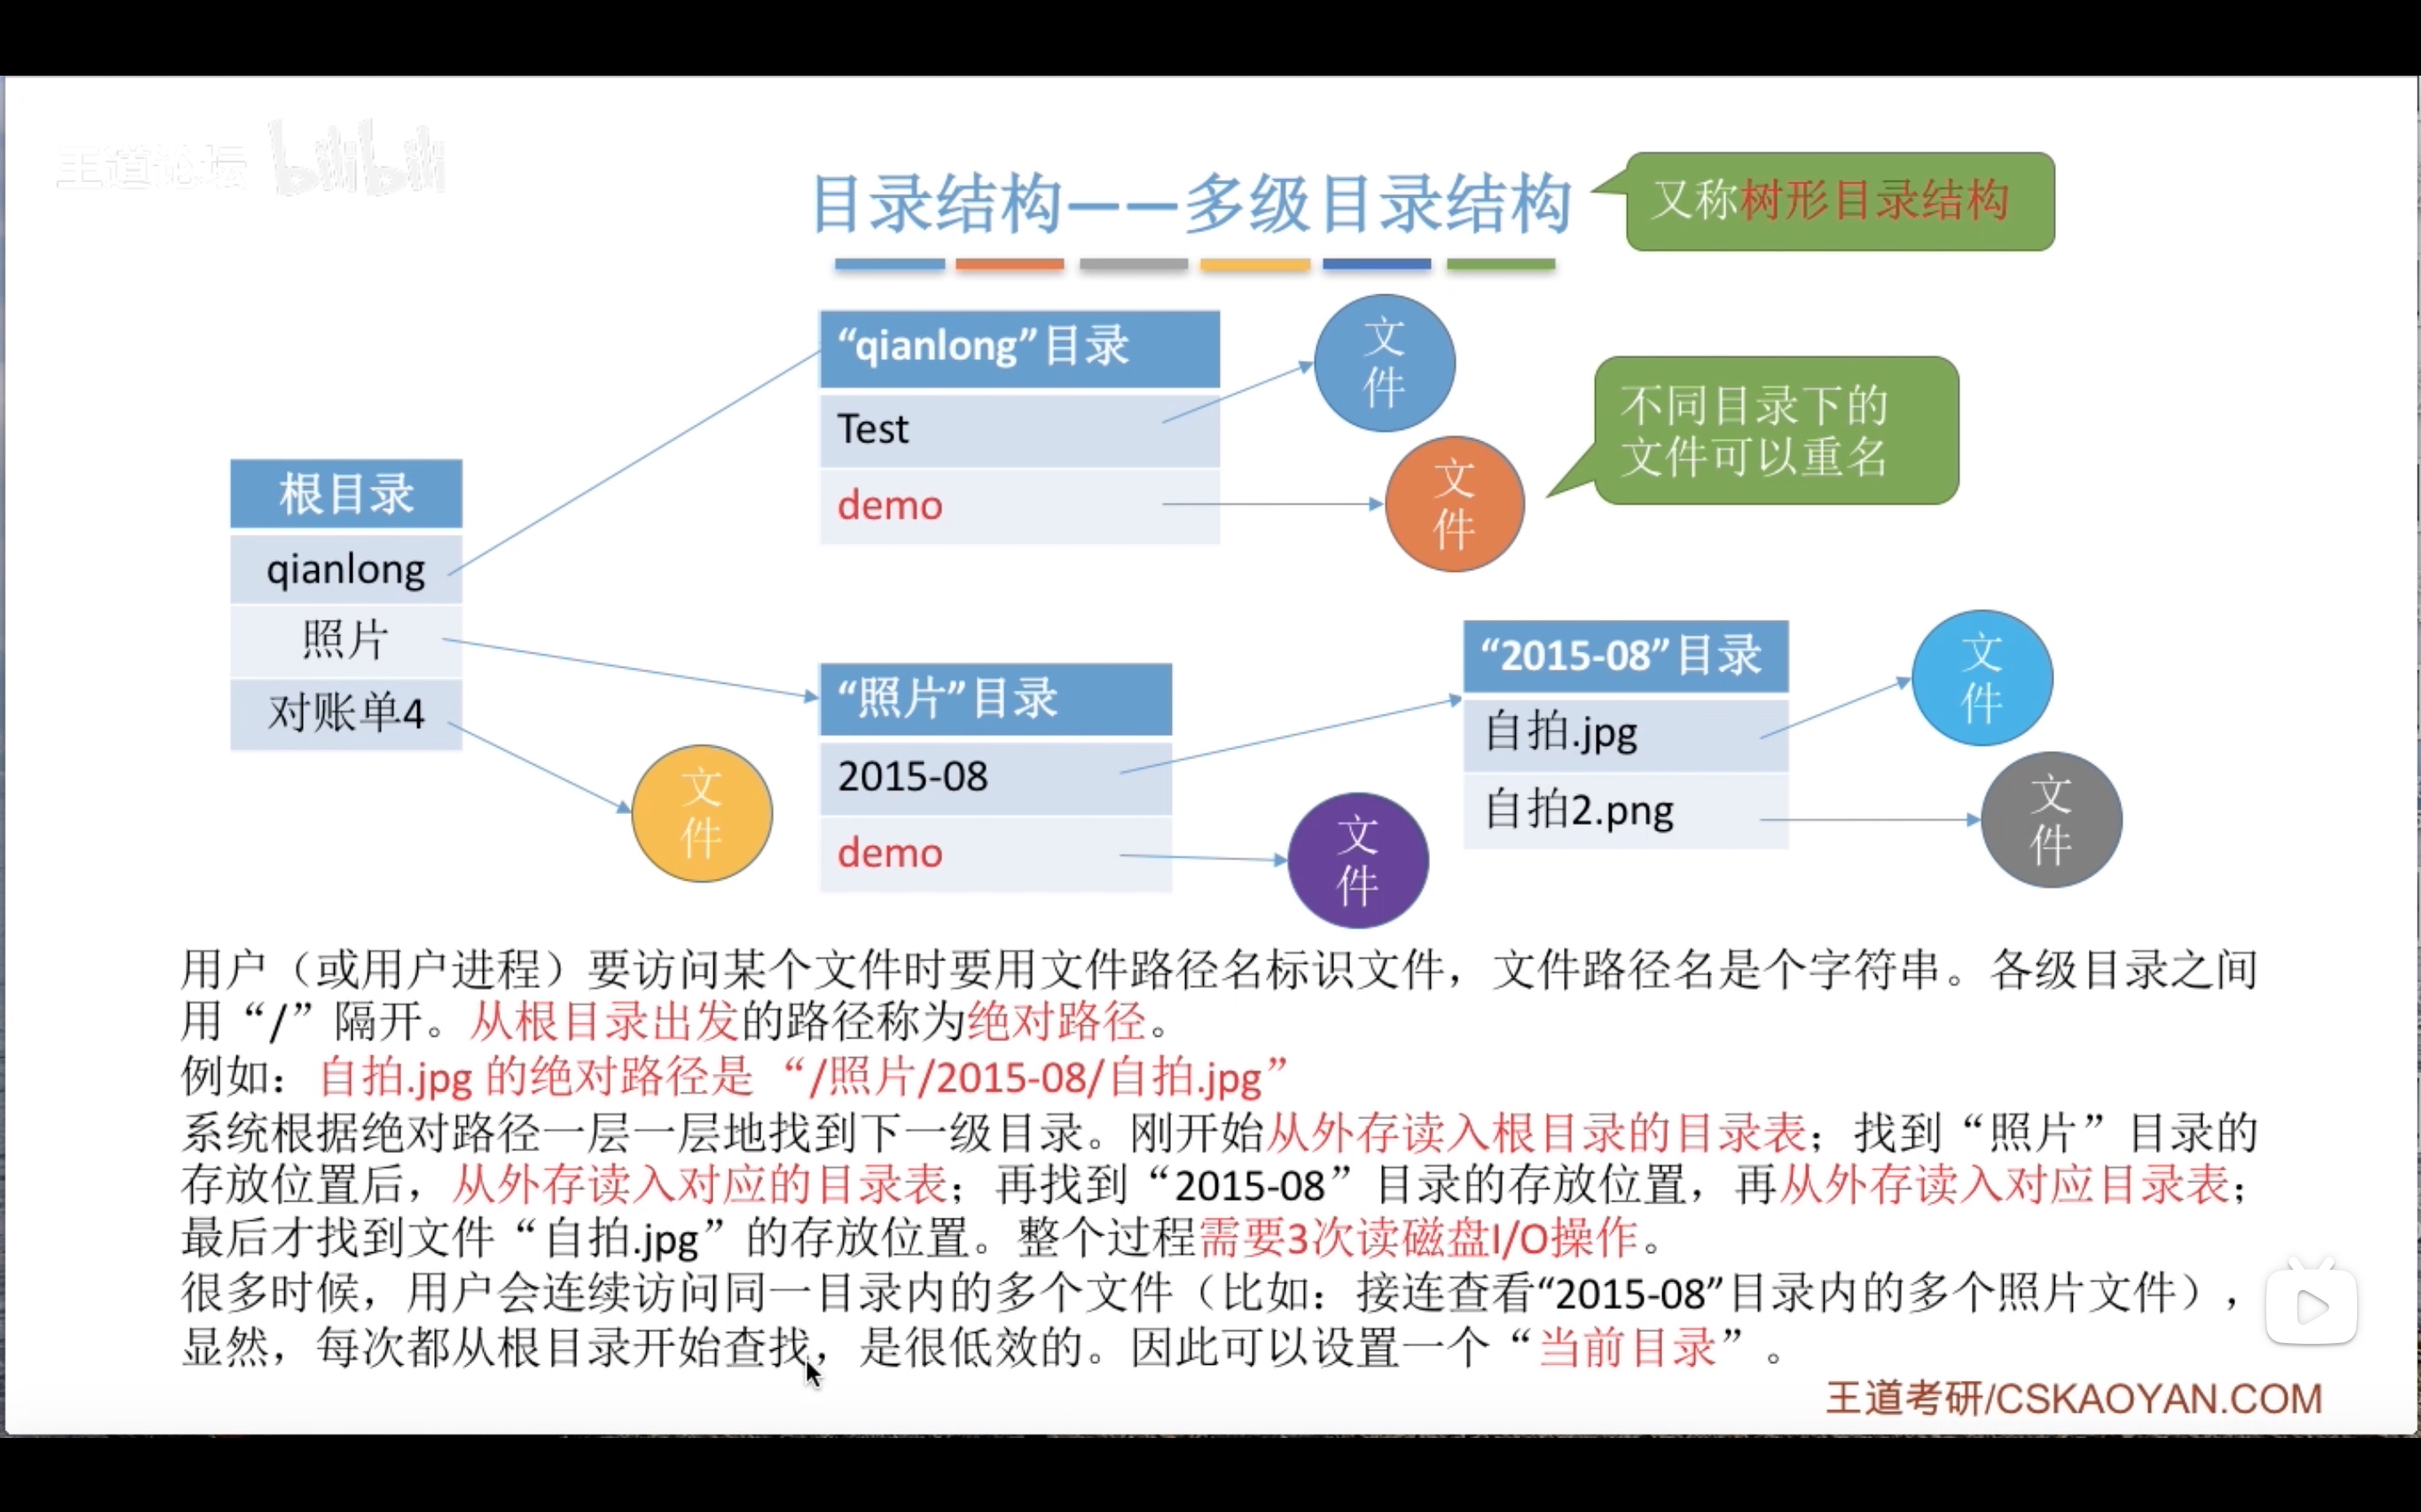 王道论坛 bilibili
目录结构——多级目录结构
又称树形目录结构
“qianlong”目录
Test
demo
文
件
文
件
不同目录下的
文件可以重名
根目录
qianlong
照片
对账单4
文
件
“照片”目录
2015-08
demo
文
件
“2015-08”目录
自拍.jpg
自拍2.png
文
件
文
件
用户（或用户进程）要访问某个文件时要用文件路径名标识文件，文件路径名是个字符串。各级目录之间
用“/”隔开。从根目录出发的路径称为绝对路径。
例如：自拍.jpg 的绝对路径是 “/照片/2015-08/自拍.jpg”
系统根据绝对路径一层一层地找到下一级目录。刚开始从外存读入根目录的目录表；找到“照片”目录的
存放位置后，从外存读入对应的目录表；再找到“2015-08”目录的存放位置，再从外存读入对应目录表；
最后才找到文件“自拍.jpg”的存放位置。整个过程需要3次读磁盘I/O操作。
很多时候，用户会连续访问同一目录内的多个文件（比如：接连查看“2015-08”目录内的多个照片文件），
显然，每次都从根目录开始查找，是很低效的。因此可以设置一个“当前目录”。
王道考研/CSKAOYAN.COM